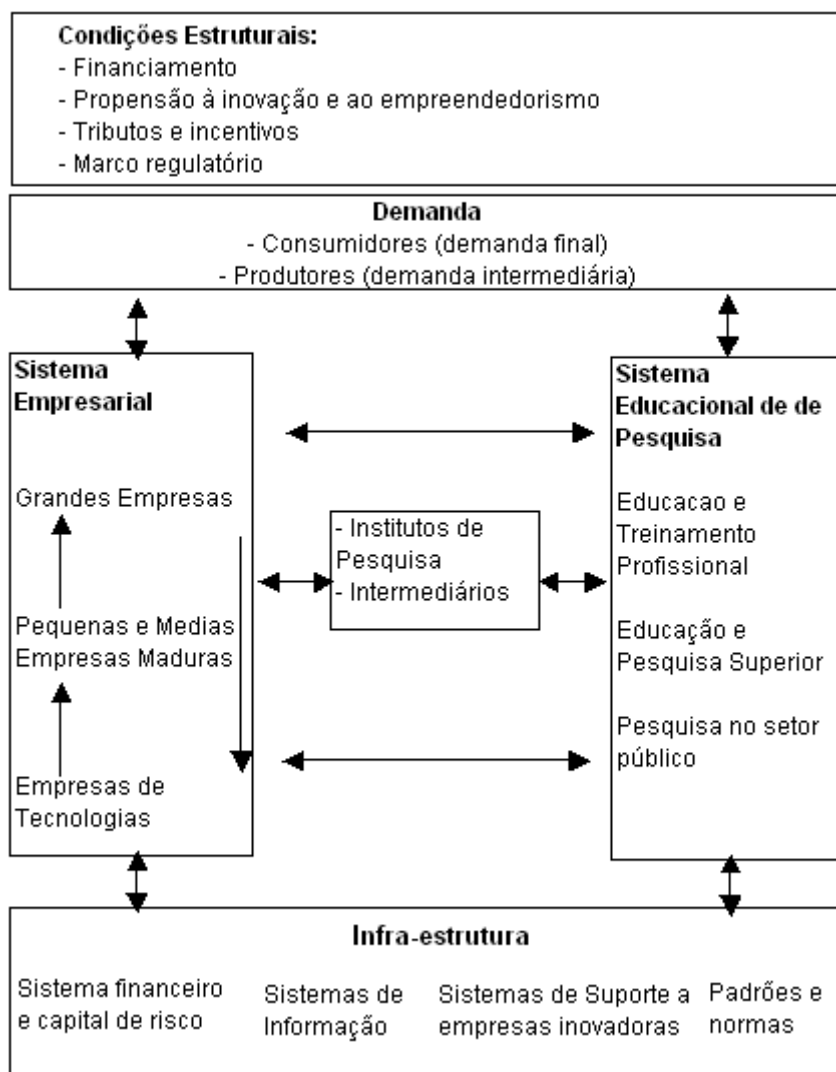 Condições Estruturais:
- Financiamento
- Propensão à inovação e ao empreendedorismo
- Tributos e incentivos
- Marco regulatório
Demanda
- Consumidores (demanda final)
- Produtores (demanda intermediária)
Sistema
Empresarial
Grandes Empresas
Pequenas e Medias
Empresas Maduras
Empresas de
Tecnologias
- Institutos de
Pesquisa
- Intermediários
Sistema
Educacional de de
Pesquisa
Educacao e
Treinamento
Profissional
Educação e
Pesquisa Superior
Pesquisa no setor
público
Infra-estrutura
Sistema financeiro
e capital de risco
Sistemas de
Informação
Sistemas de Suporte a
empresas inovadoras
Padrões e
normas